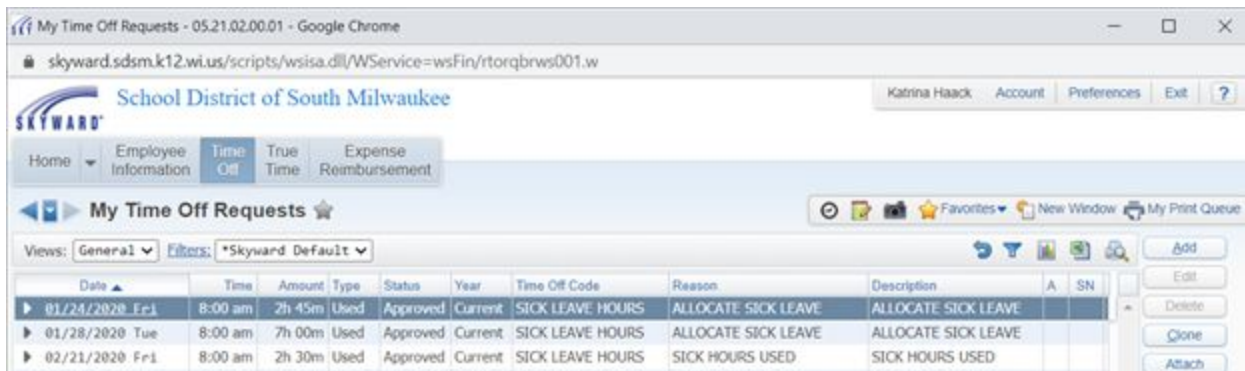 My Time Off Requests - 05.21.02.00.01 - Google Chrome
skyward.sdsm.k12.wi.us/scripts/wsisa.dll/WService=wsFin/rtorqbrws001.w
SKYWARD® School District of South Milwaukee Katrina Haack Account Preferences Exit ?
Home Employee Information Time Off True Time Expense Reimbursement
My Time Off Requests Favorites New Window My Print Queue
Views: General Filters: *Skyward Default Add
Date Time Amount Type Status Year Time Off Code Reason Description A SN Edit
01/24/2020 Fri 8:00 am 2h 45m Used Approved Current SICK LEAVE HOURS ALLOCATE SICK LEAVE ALLOCATE SICK LEAVE Delete
01/28/2020 Tue 8:00 am 7h 00m Used Approved Current SICK LEAVE HOURS ALLOCATE SICK LEAVE ALLOCATE SICK LEAVE Clone
02/21/2020 Fri 8:00 am 2h 30m Used Approved Current SICK LEAVE HOURS SICK HOURS USED SICK HOURS USED Attach